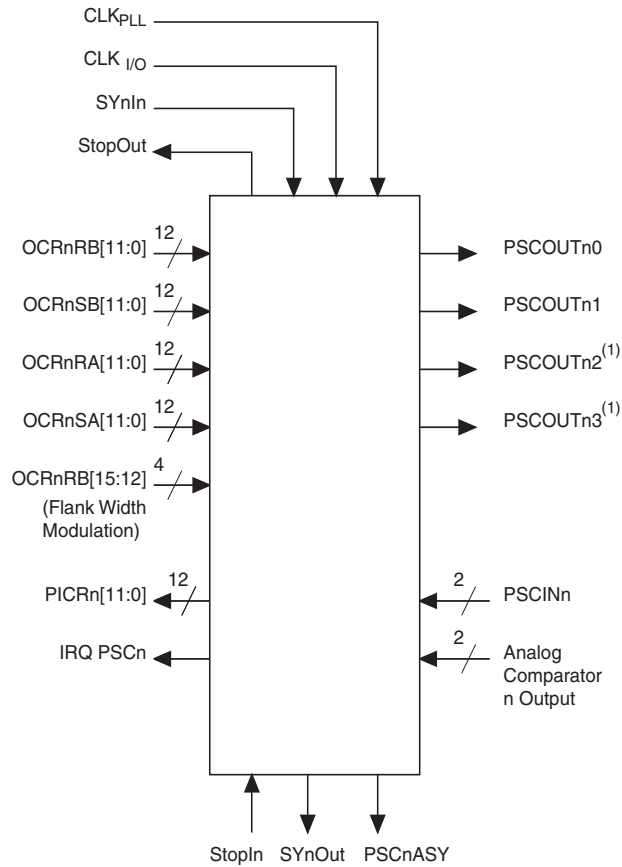 CLKPLL
CLK I/O
SYnIn
StopOut
OCRnRB[11:0]
12
PSCOUTn0
OCRnSB[11:0]
12
PSCOUTn1
OCRnRA[11:0]
12
PSCOUTn2(1)
OCRnSA[11:0]
12
PSCOUTn3(1)
OCRnRB[15:12]
4
(Flank Width
Modulation)
PICRn[11:0]
12
2
PSCINn
IRQ PSCn
2
Analog
Comparator
n Output
StopIn
SYnOut
PSCnASY